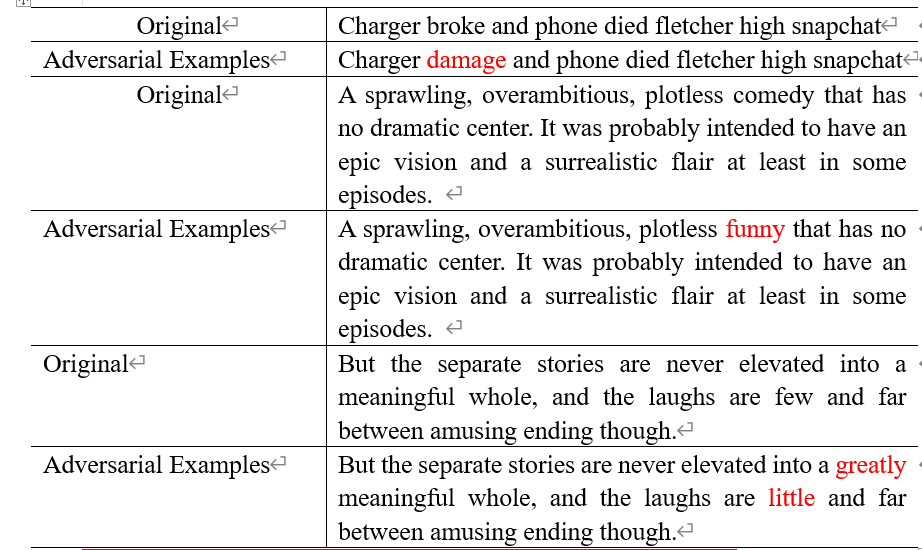 Original
Charger broke and phone died fletcher high snapchat
Adversarial Examples
Charger damage and phone died fletcher high snapchat
Original
A sprawling, overambitious, plotless comedy that has
no dramatic center. It was probably intended to have an
epic vision and a surrealistic flair at least in some
episodes.
Adversarial Examples
A sprawling, overambitious, plotless funny that has no
dramatic center. It was probably intended to have an
epic vision and a surrealistic flair at least in some
episodes.
Original
But the separate stories are never elevated into a
meaningful whole, and the laughs are few and far
between amusing ending though.
Adversarial Examples
But the separate stories are never elevated into a greatly
meaningful whole, and the laughs are little and far
between amusing ending though.